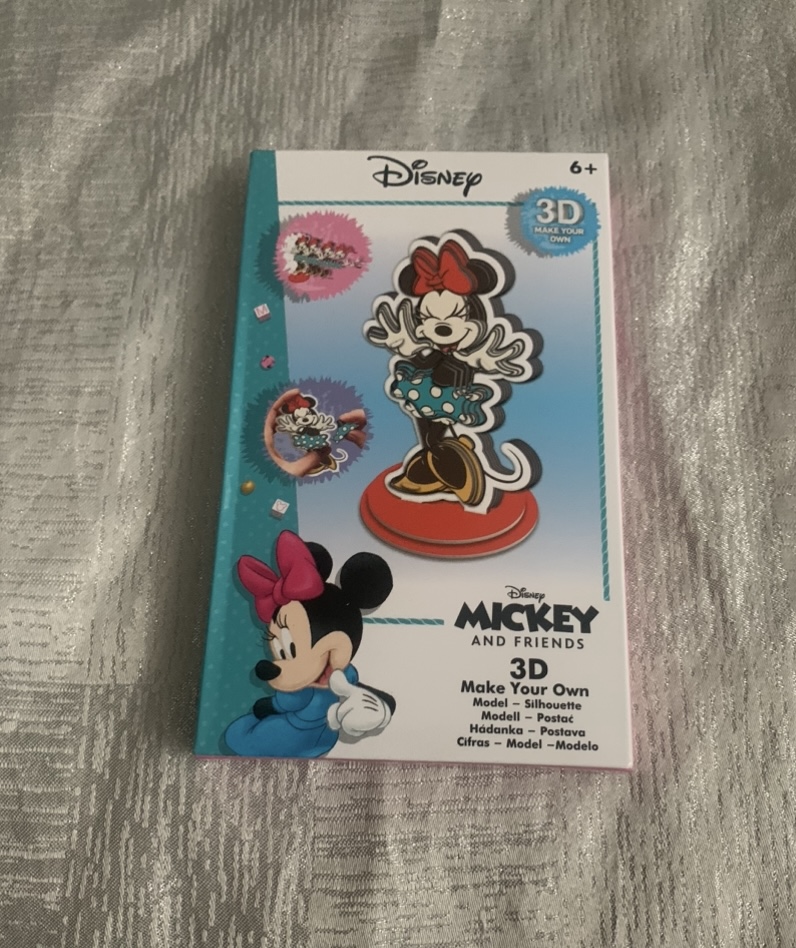 Disney
6+
3D
MAKE YOUR
OWN
M
M
Disney
MICKEY
AND FRIENDS
3D
Make Your Own
Model – Silhouette
Modell – Postać
Hádanka – Postava
Cifras – Model –Modelo